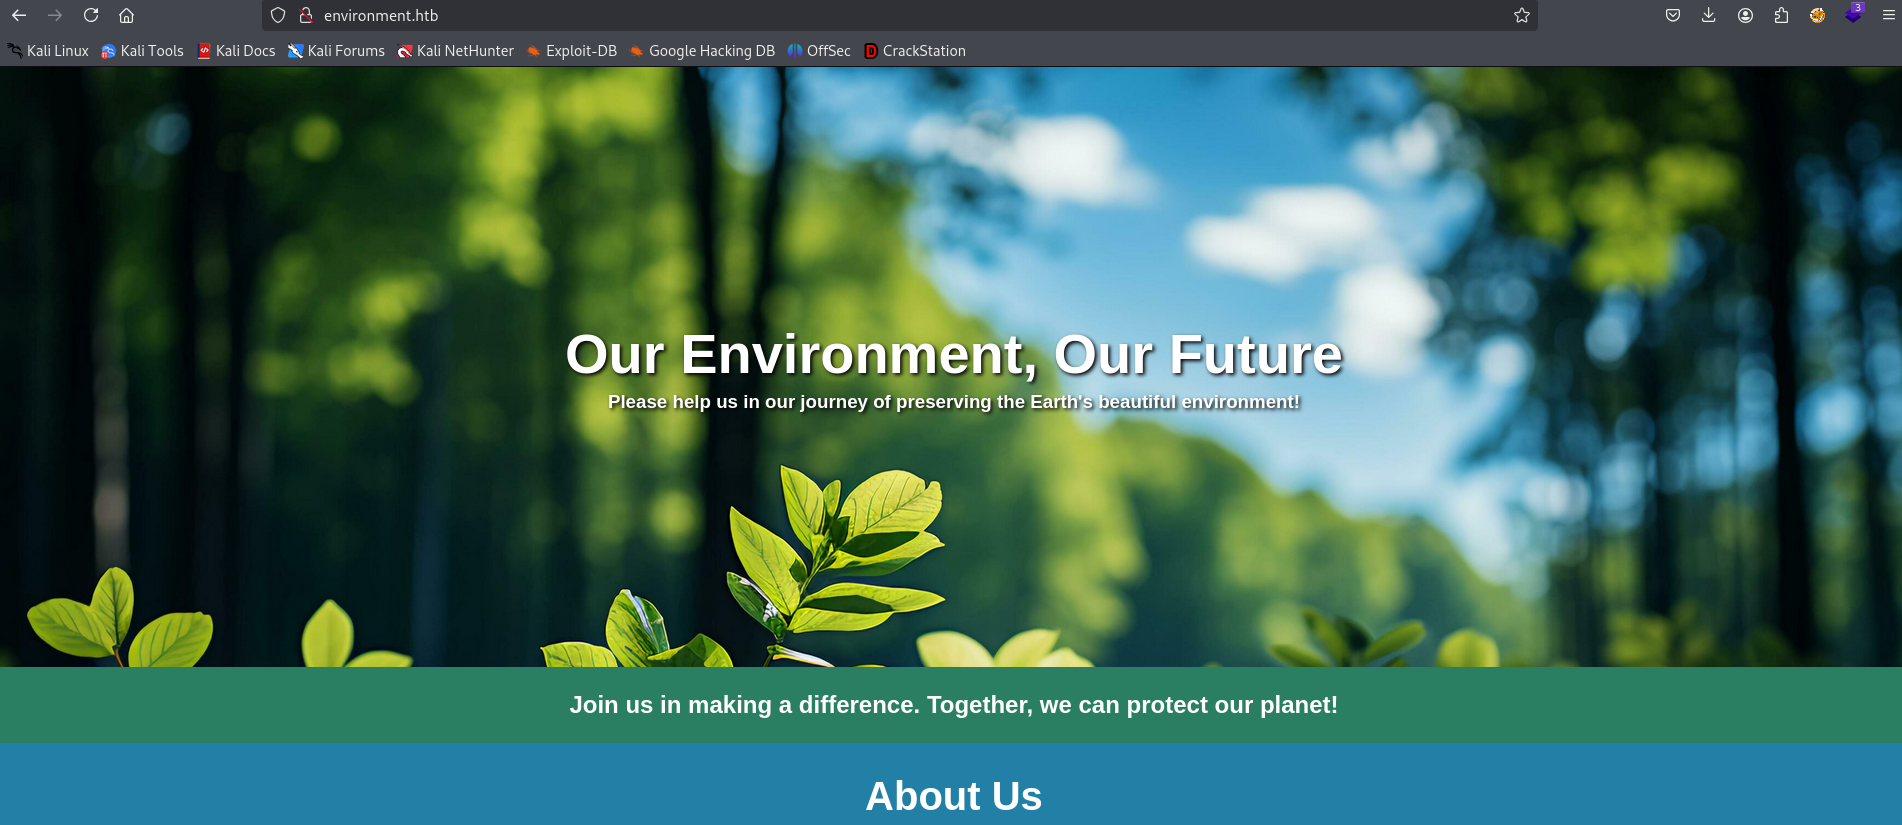 environment.htb
3
Kali Linux Kali Tools Kali Docs Kali Forums Kali NetHunter Exploit-DB Google Hacking DB OffSec CrackStation
Our Environment, Our Future
Please help us in our journey of preserving the Earth's beautiful environment!
Join us in making a difference. Together, we can protect our planet!
About Us